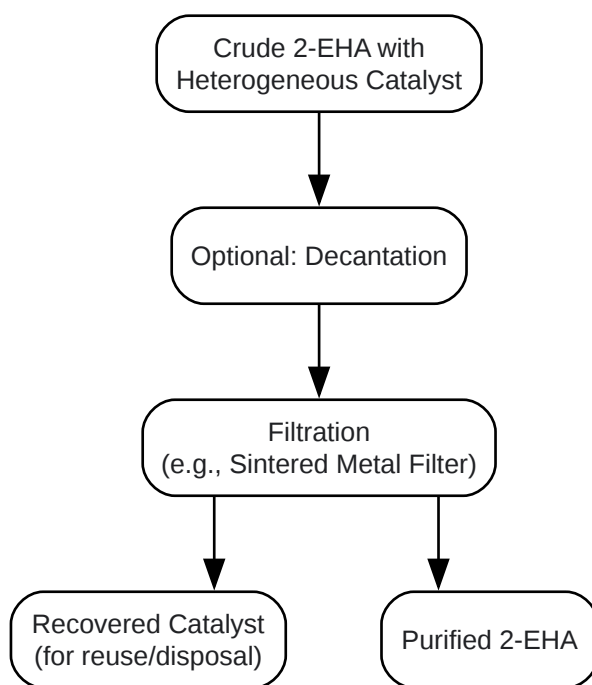 Crude 2-EHA with
Heterogeneous Catalyst
Optional: Decantation
Filtration
(e.g., Sintered Metal Filter)
Recovered Catalyst
(for reuse/disposal)
Purified 2-EHA